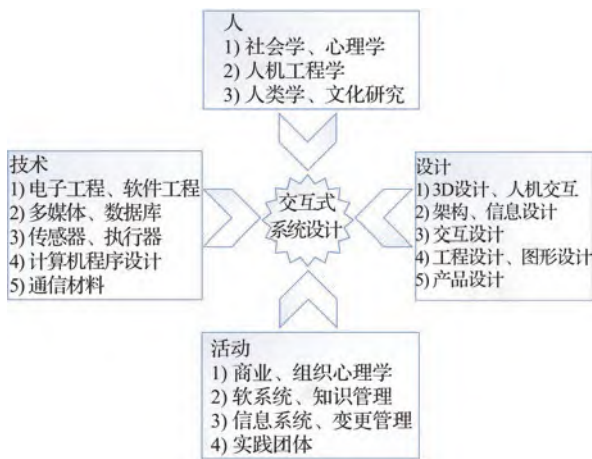 人
1) 社会学、心理学
2) 人机工程学
3) 人类学、文化研究
技术
1) 电子工程、软件工程
2) 多媒体、数据库
3) 传感器、执行器
4) 计算机程序设计
5) 通信材料
交互式
系统设计
设计
1) 3D设计、人机交互
2) 架构、信息设计
3) 交互设计
4) 工程设计、图形设计
5) 产品设计
活动
1) 商业、组织心理学
2) 软系统、知识管理
3) 信息系统、变更管理
4) 实践团体